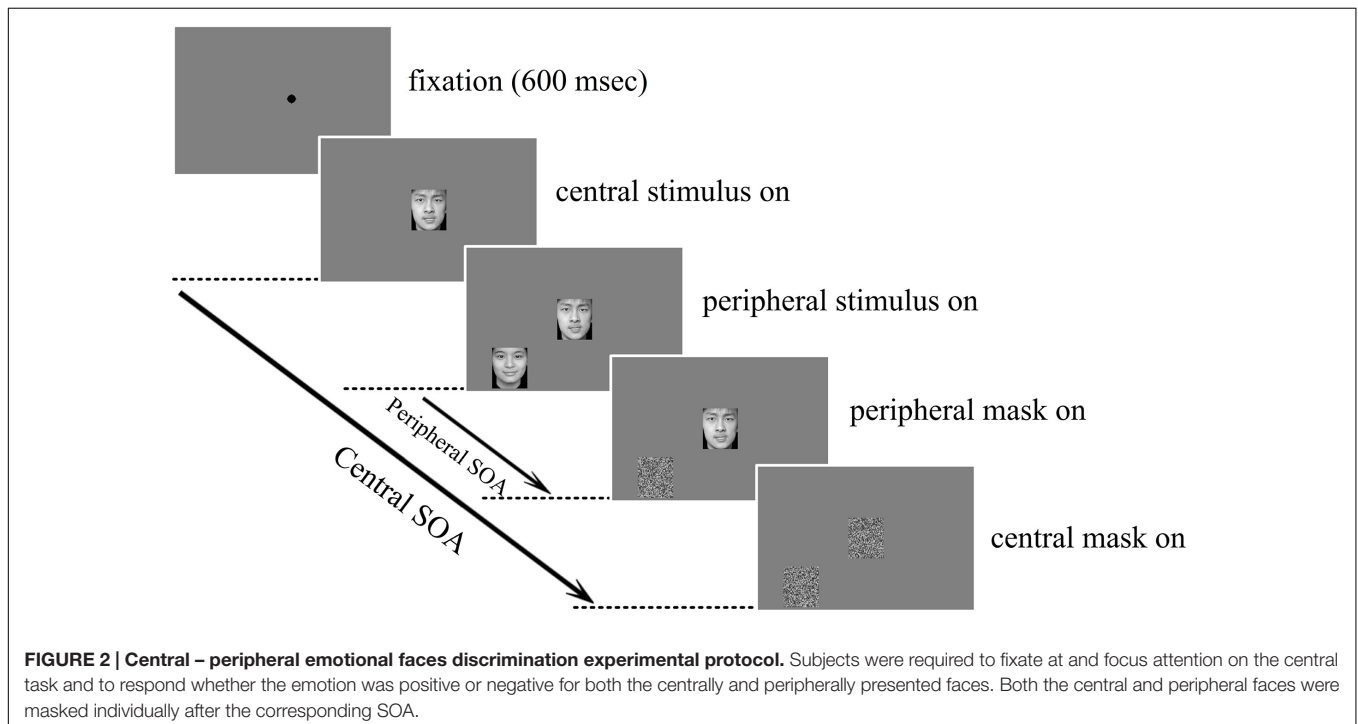 fixation (600 msec)
central stimulus on
peripheral stimulus on
peripheral mask on
Peripheral SOA
Central SOA
central mask on
FIGURE 2 | Central – peripheral emotional faces discrimination experimental protocol. Subjects were required to fixate at and focus attention on the central
task and to respond whether the emotion was positive or negative for both the centrally and peripherally presented faces. Both the central and peripheral faces were
masked individually after the corresponding SOA.